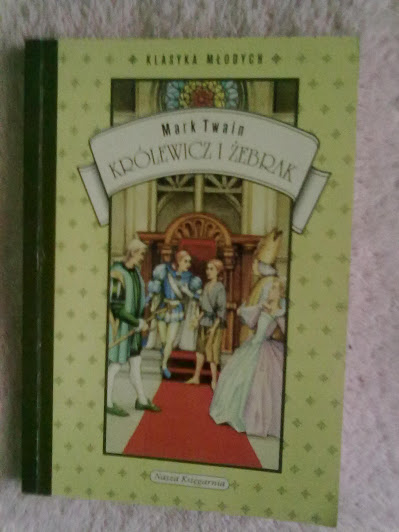 KLASYKA MŁODYCH
Mark Twain
KRÓLEWICZ I ŻEBRAK
Nasza Księgarnia